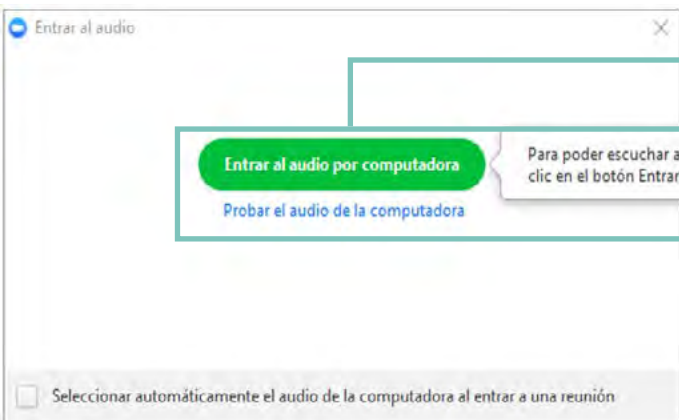 Entrar al audio
Entrar al audio por computadora
Para poder escuchar a
clic en el botón Entrar
Probar el audio de la computadora
Seleccionar automáticamente el audio de la computadora al entrar a una reunión